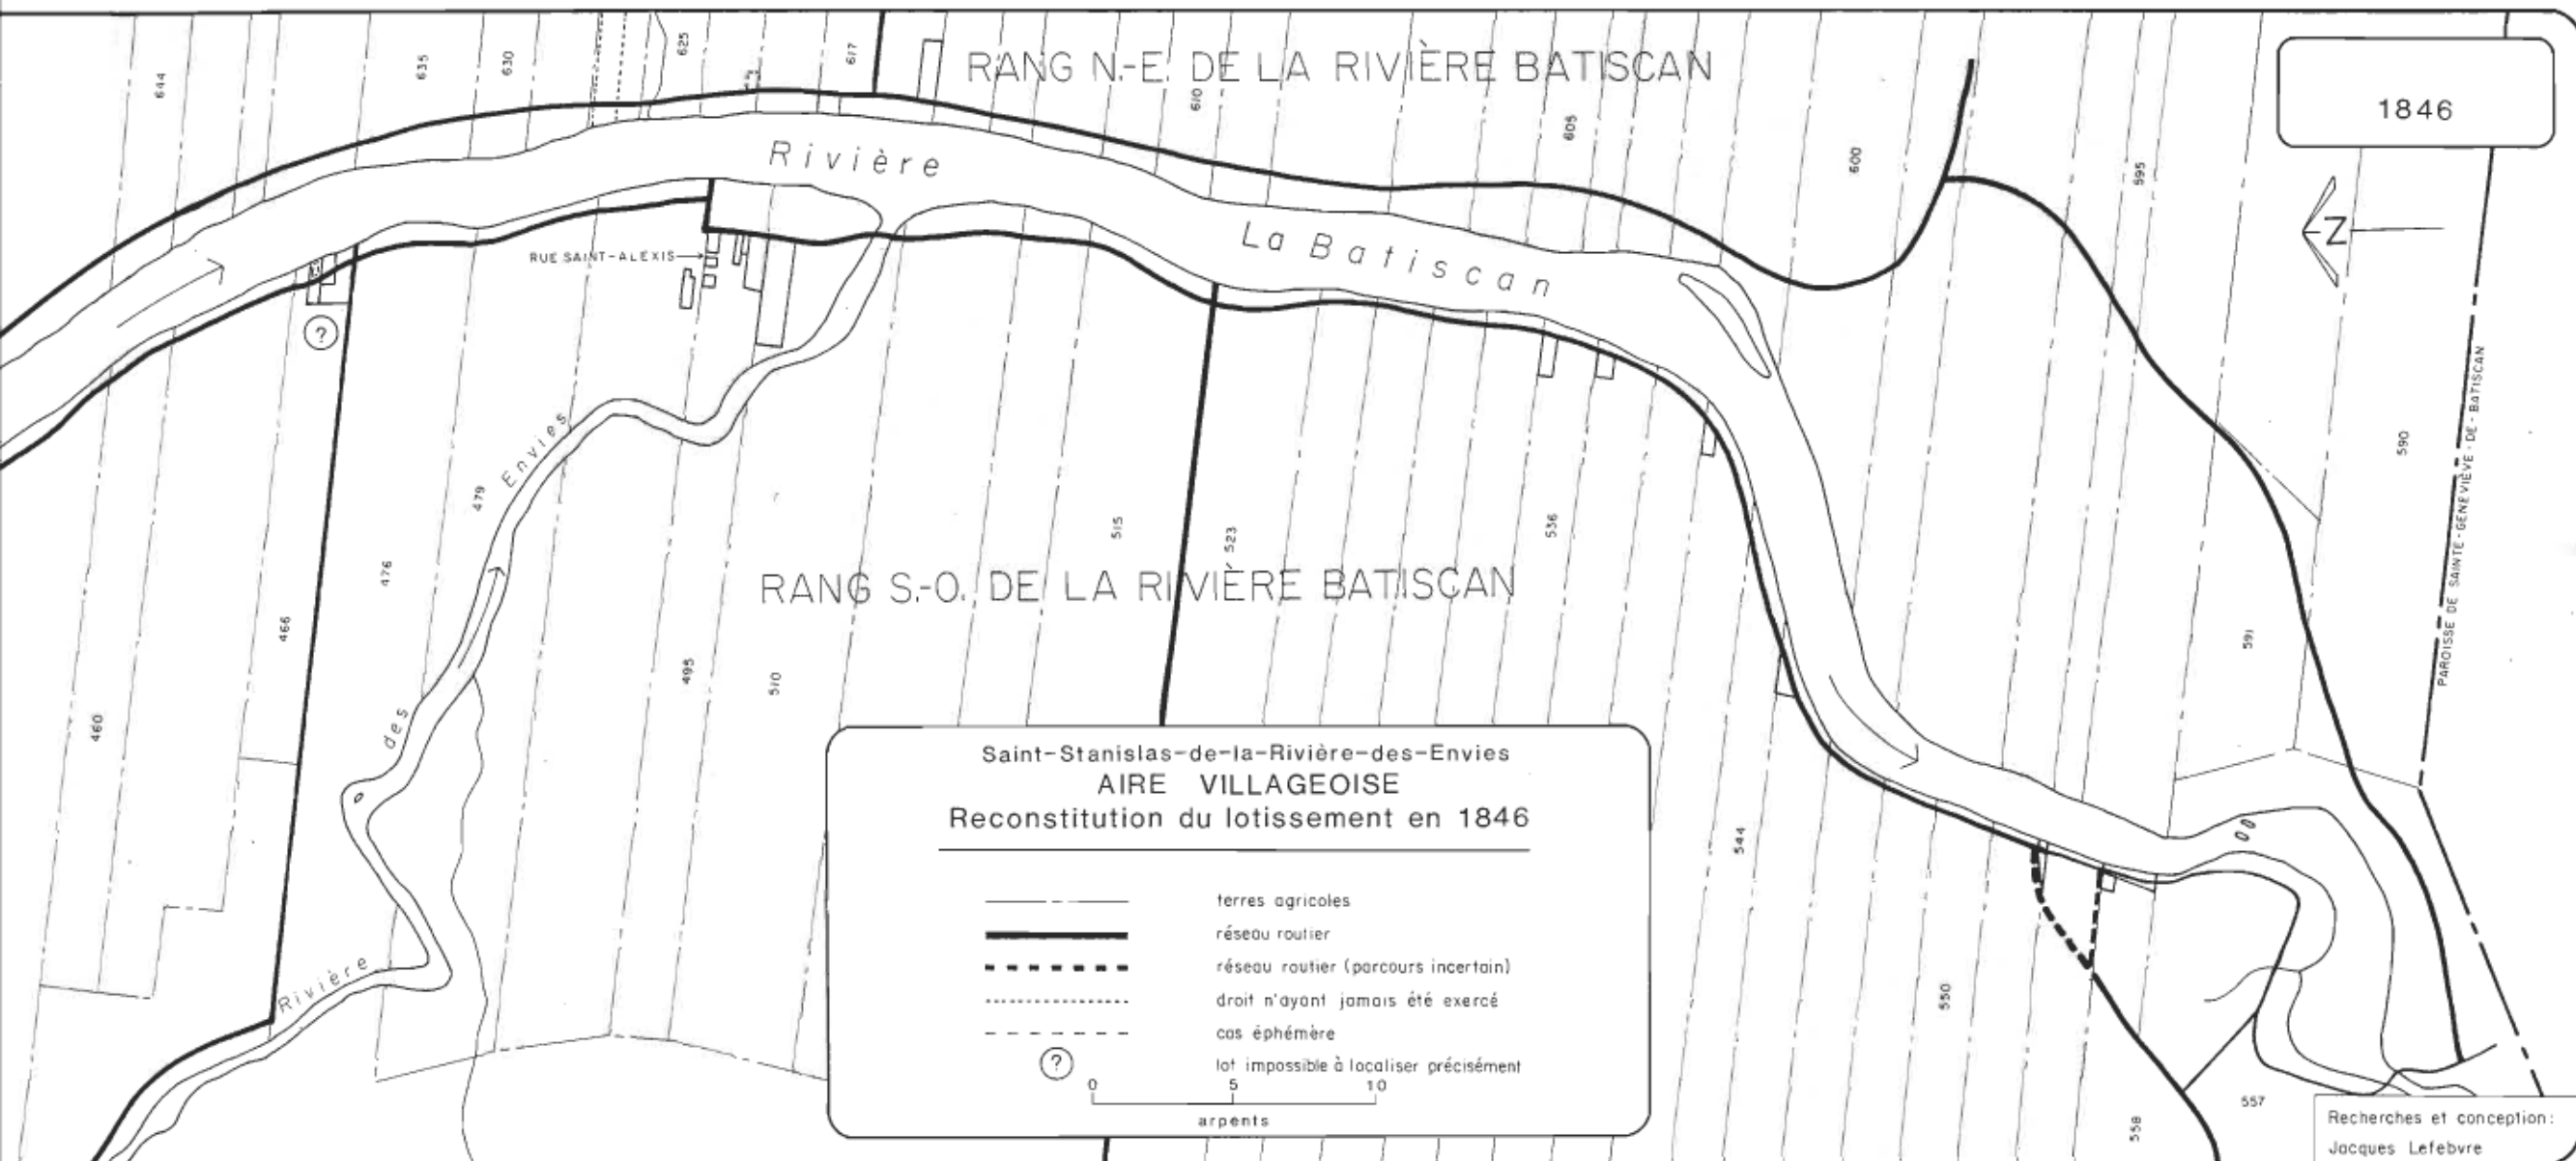 RANG N.-E. DE LA RIVIÈRE BATISCAN
1846
644
635
630
625
617
610
605
600
595
590
591
Rivière
La Batiscan
Z
RUE SAINT-ALEXIS
?
PAROISSE DE SAINTE-GENEVIÈVE-DE-BATISCAN
Rivière des Envies
460
466
476
479
495
510
515
523
536
544
550
558
557
RANG S.-O. DE LA RIVIÈRE BATISCAN
Saint-Stanislas-de-la-Rivière-des-Envies
AIRE VILLAGEOISE
Reconstitution du lotissement en 1846
terres agricoles
réseau routier
réseau routier (parcours incertain)
droit n'ayant jamais été exercé
cas éphémère
? lot impossible à localiser précisément
0 5 10
arpents
Recherches et conception:
Jacques Lefebvre